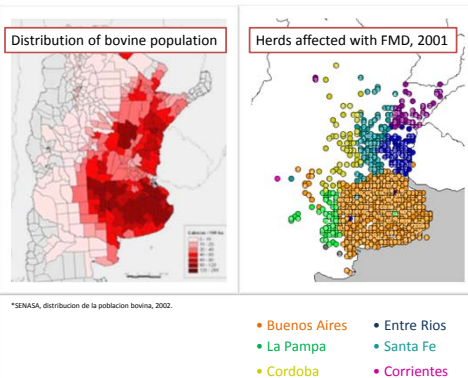 Distribution of bovine population
Herds affected with FMD, 2001
*SENASA, distribucion de la poblacion bovina, 2002.
• Buenos Aires
• Entre Rios
• La Pampa
• Santa Fe
• Cordoba
• Corrientes